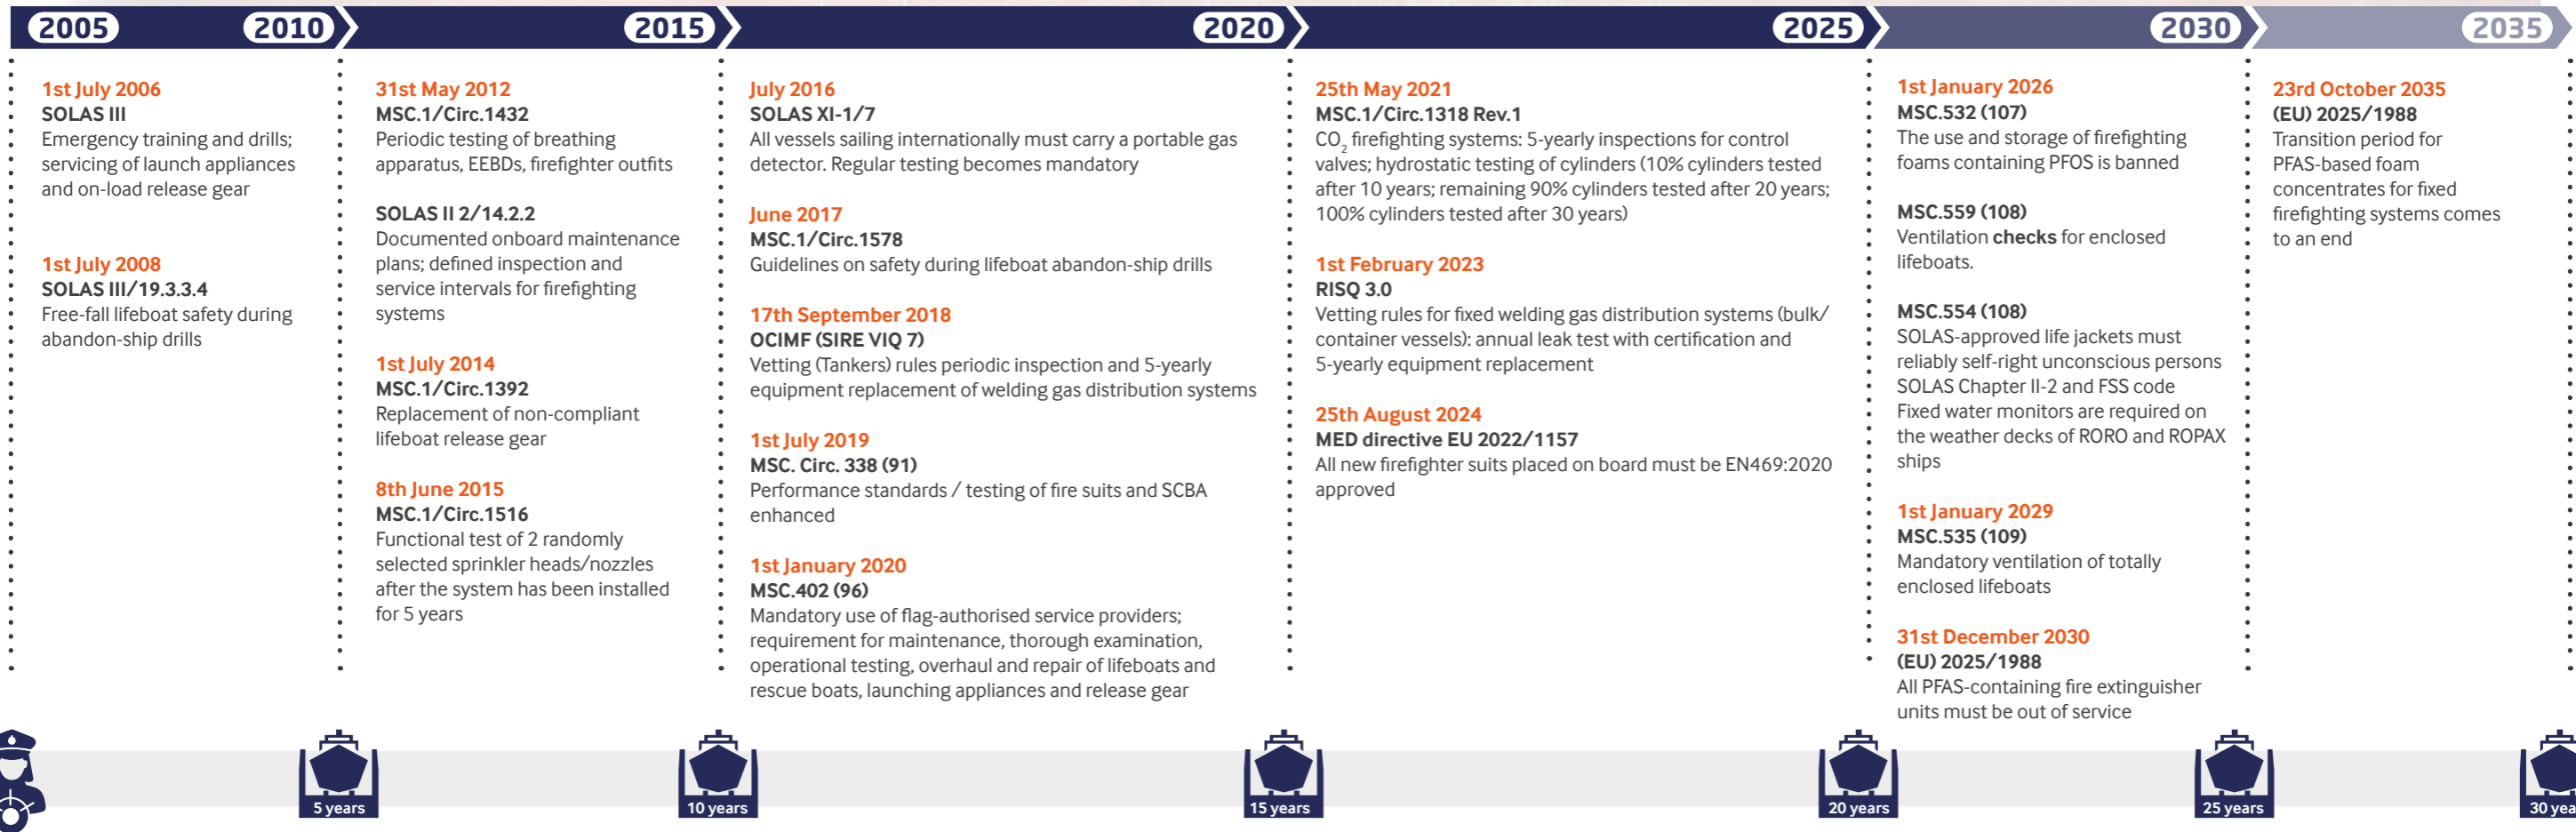 2005
2010
2015
2020
2025
2030
2035
1st July 2006
SOLAS III
Emergency training and drills;
servicing of launch appliances
and on-load release gear
1st July 2008
SOLAS III/19.3.3.4
Free-fall lifeboat safety during
abandon-ship drills
31st May 2012
MSC.1/Circ.1432
Periodic testing of breathing
apparatus, EEBDs, firefighter outfits
SOLAS II 2/14.2.2
Documented onboard maintenance
plans; defined inspection and
service intervals for firefighting
systems
1st July 2014
MSC.1/Circ.1392
Replacement of non-compliant
lifeboat release gear
8th June 2015
MSC.1/Circ.1516
Functional test of 2 randomly
selected sprinkler heads/nozzles
after the system has been installed
for 5 years
July 2016
SOLAS XI-1/7
All vessels sailing internationally must carry a portable gas
detector. Regular testing becomes mandatory
June 2017
MSC.1/Circ.1578
Guidelines on safety during lifeboat abandon-ship drills
17th September 2018
OCIMF (SIRE VIQ 7)
Vetting (Tankers) rules periodic inspection and 5-yearly
equipment replacement of welding gas distribution systems
1st July 2019
MSC. Circ. 338 (91)
Performance standards / testing of fire suits and SCBA
enhanced
1st January 2020
MSC.402 (96)
Mandatory use of flag-authorised service providers;
requirement for maintenance, thorough examination,
operational testing, overhaul and repair of lifeboats and
rescue boats, launching appliances and release gear
25th May 2021
MSC.1/Circ.1318 Rev.1
CO₂ firefighting systems: 5-yearly inspections for control
valves; hydrostatic testing of cylinders (10% cylinders tested
after 10 years; remaining 90% cylinders tested after 20 years;
100% cylinders tested after 30 years)
1st February 2023
RISQ 3.0
Vetting rules for fixed welding gas distribution systems (bulk/
container vessels): annual leak test with certification and
5-yearly equipment replacement
25th August 2024
MED directive EU 2022/1157
All new firefighter suits placed on board must be EN469:2020
approved
1st January 2026
MSC.532 (107)
The use and storage of firefighting
foams containing PFOS is banned
MSC.559 (108)
Ventilation checks for enclosed
lifeboats.
MSC.554 (108)
SOLAS-approved life jackets must
reliably self-right unconscious persons
SOLAS Chapter II-2 and FSS code
Fixed water monitors are required on
the weather decks of RORO and ROPAX
ships
1st January 2029
MSC.535 (109)
Mandatory ventilation of totally
enclosed lifeboats
31st December 2030
(EU) 2025/1988
All PFAS-containing fire extinguisher
units must be out of service
23rd October 2035
(EU) 2025/1988
Transition period for
PFAS-based foam
concentrates for fixed
firefighting systems comes
to an end
5 years
10 years
15 years
20 years
25 years
30 yea